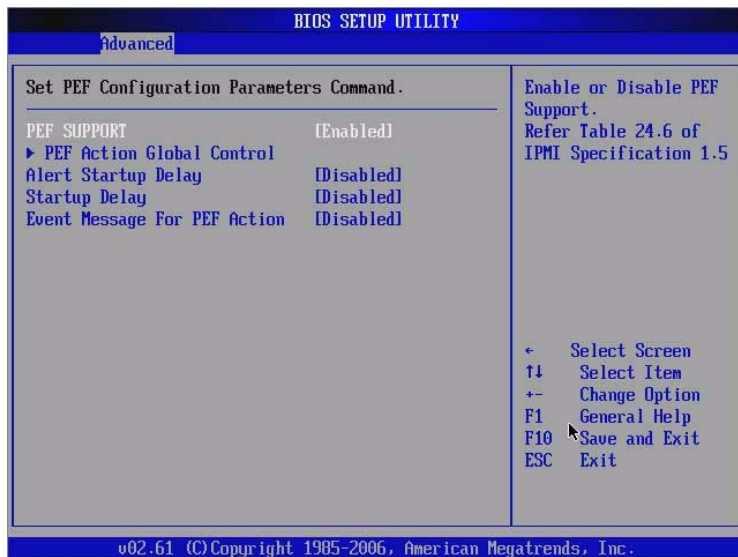 BIOS SETUP UTILITY
Advanced
Set PEF Configuration Parameters Command.
PEF SUPPORT [Enabled]
▶ PEF Action Global Control
Alert Startup Delay [Disabled]
Startup Delay [Disabled]
Event Message For PEF Action [Disabled]
Enable or Disable PEF
Support.
Refer Table 24.6 of
IPMI Specification 1.5
← Select Screen
↑↓ Select Item
+- Change Option
F1 General Help
F10 Save and Exit
ESC Exit
v02.61 (C)Copyright 1985-2006, American Megatrends, Inc.